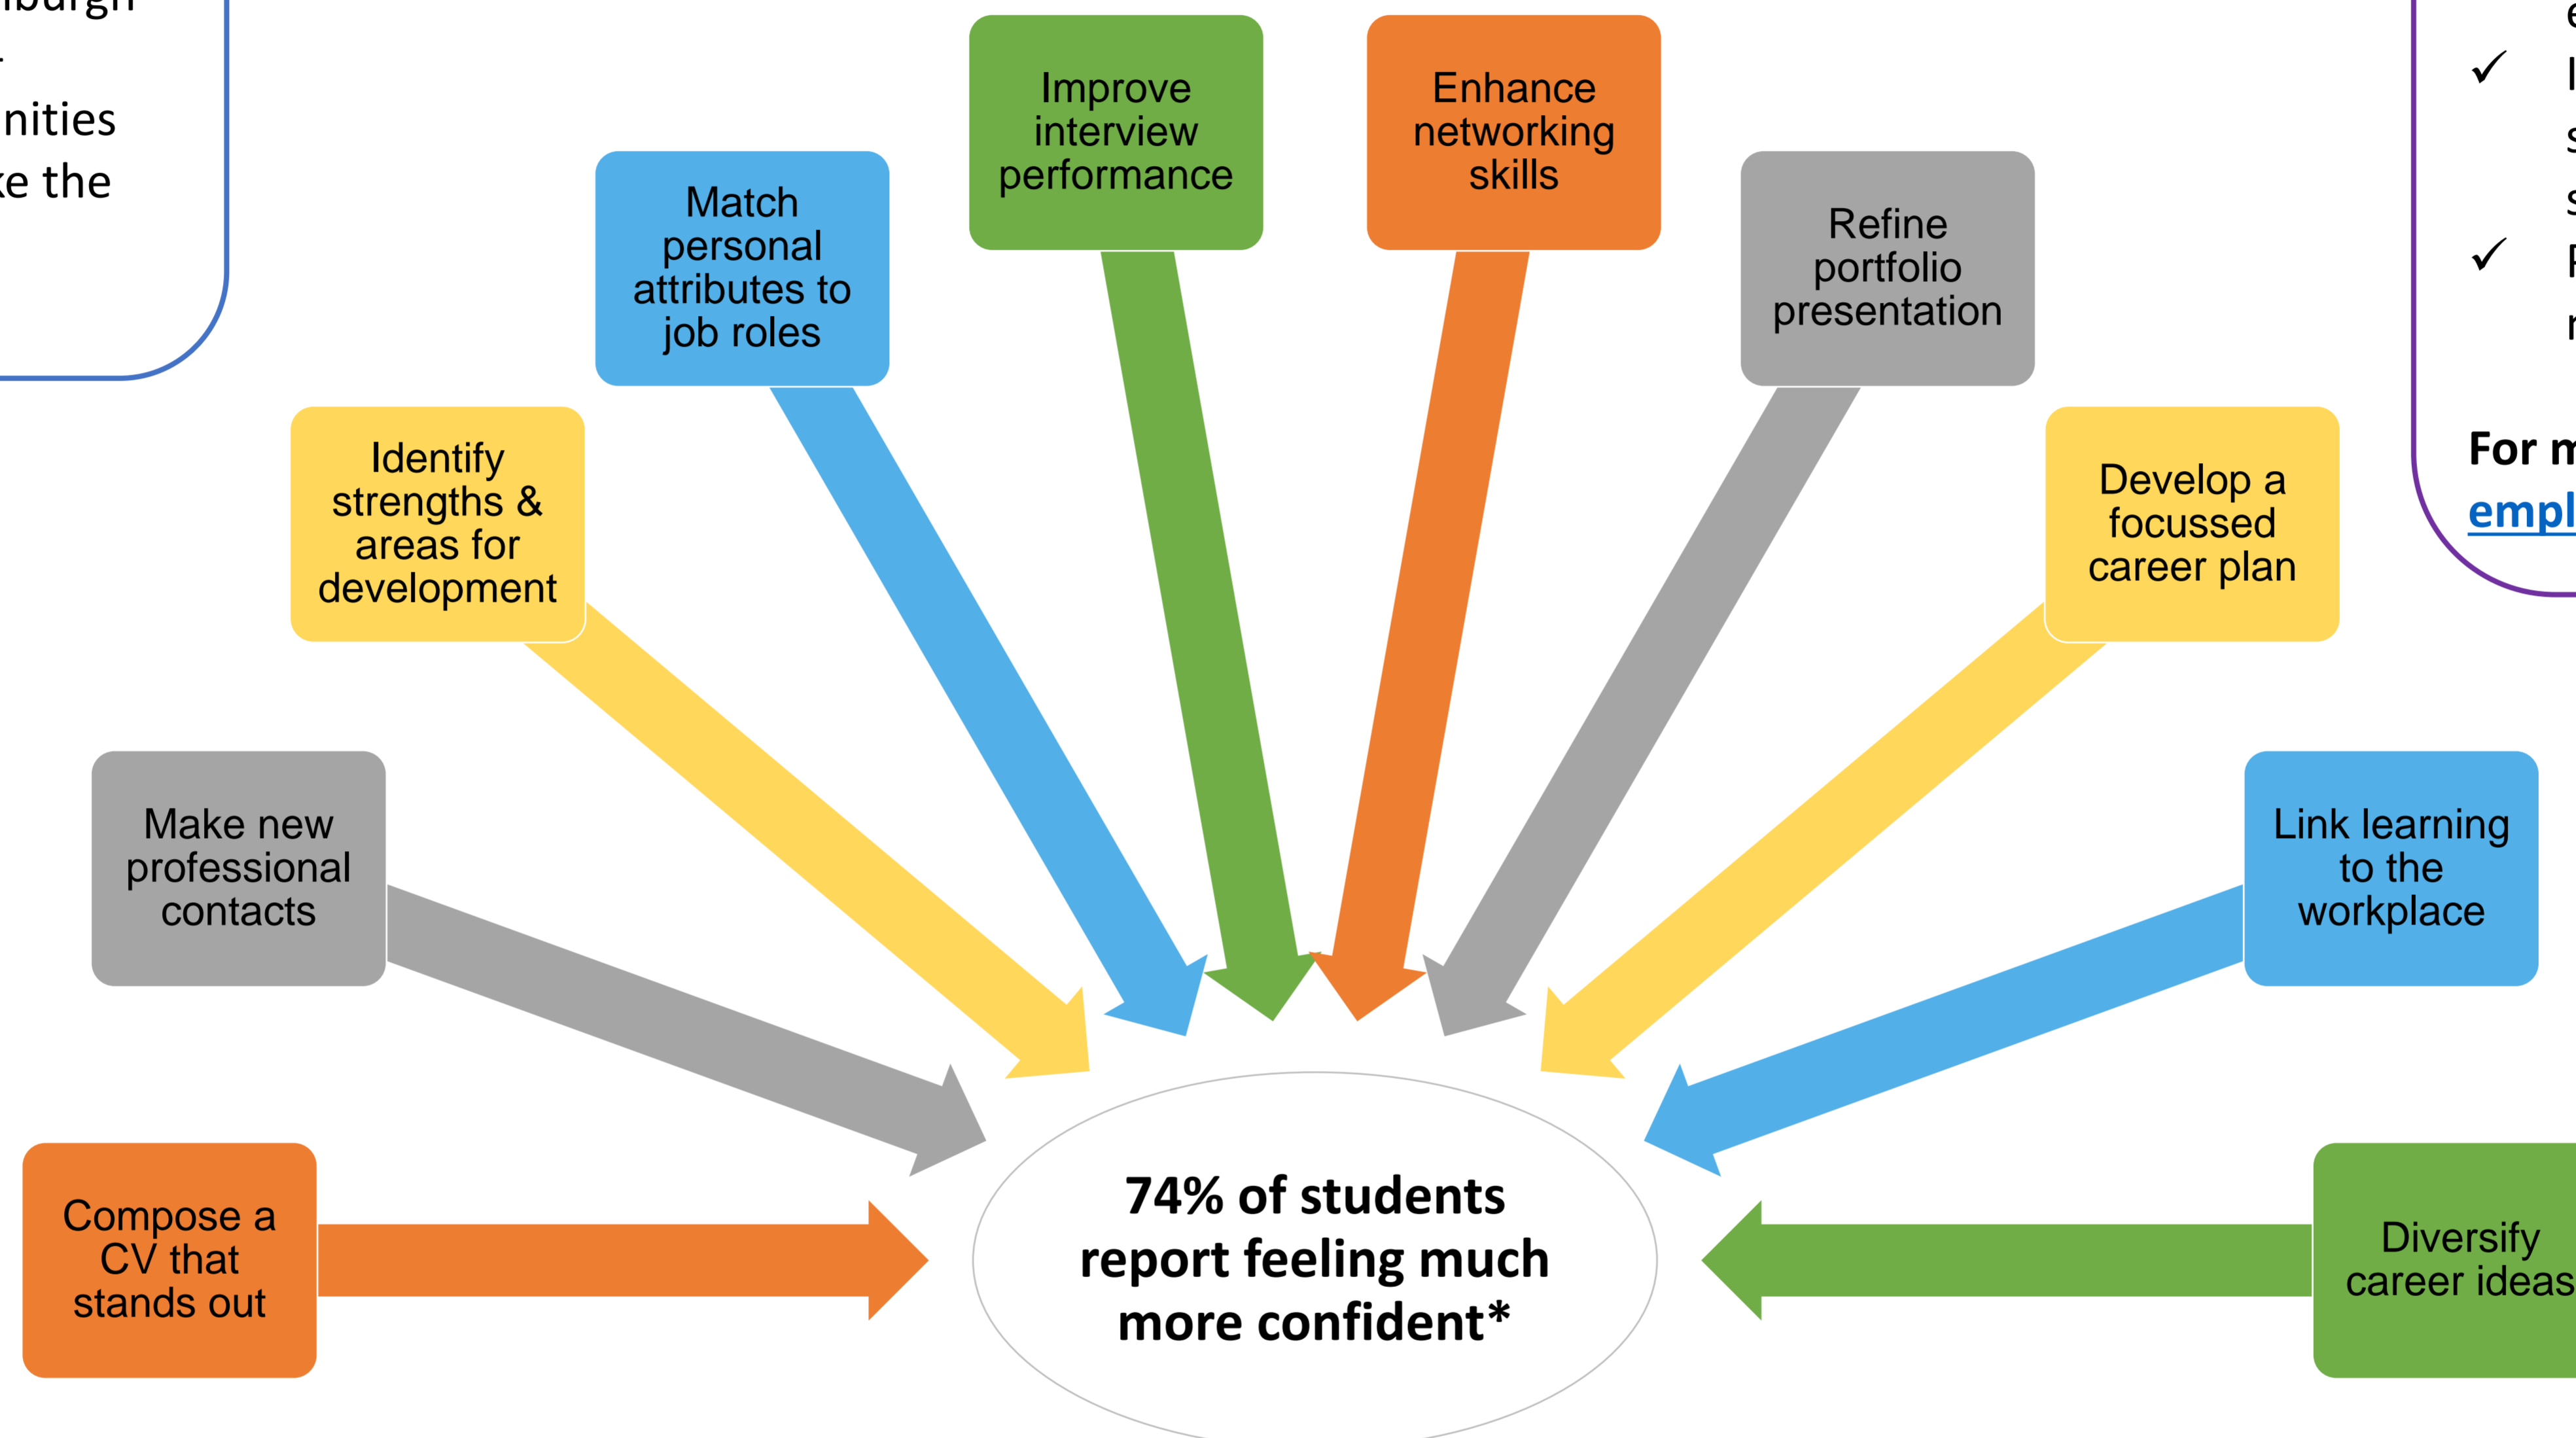 nities
ke the
Improve
interview
performance
Enhance
networking
skills
Match
personal
attributes to
job roles
Refine
portfolio
presentation
Identify
strengths &
areas for
development
Develop a
focussed
career plan
For m
empl
Make new
professional
contacts
Link learning
to the
workplace
Compose a
CV that
stands out
74% of students
report feeling much
more confident*
Diversify
career ideas